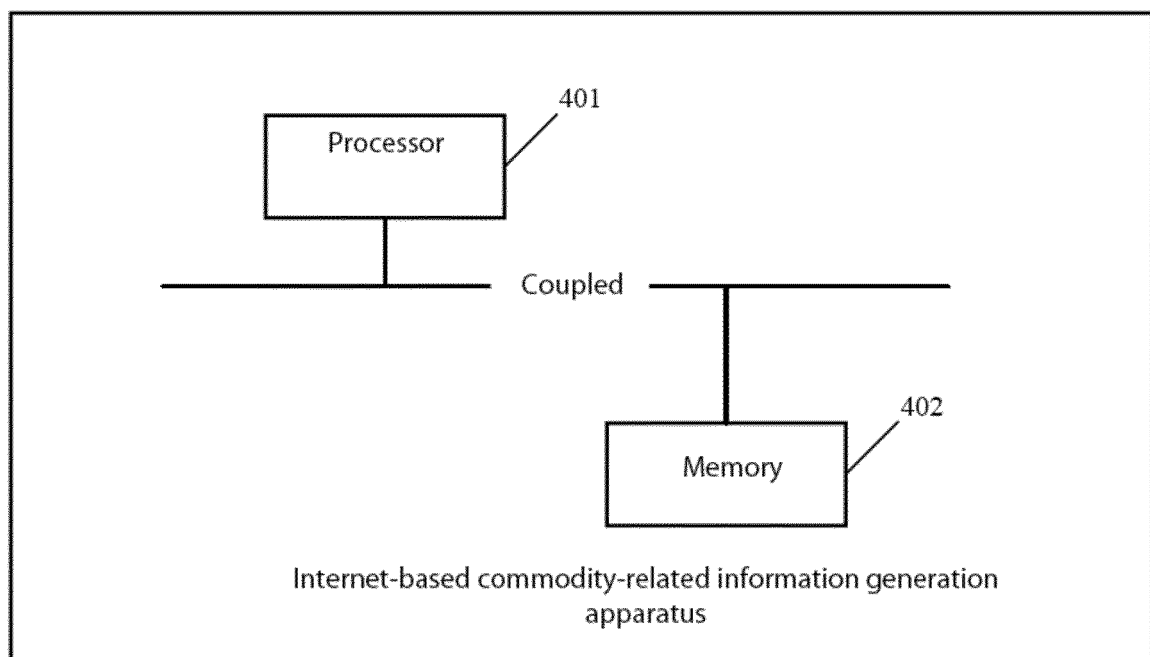 401
Processor
Coupled
402
Memory
Internet-based commodity-related information generation
apparatus